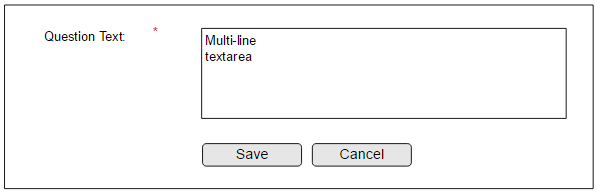 Question Text: *
Multi-line
textarea
Save Cancel